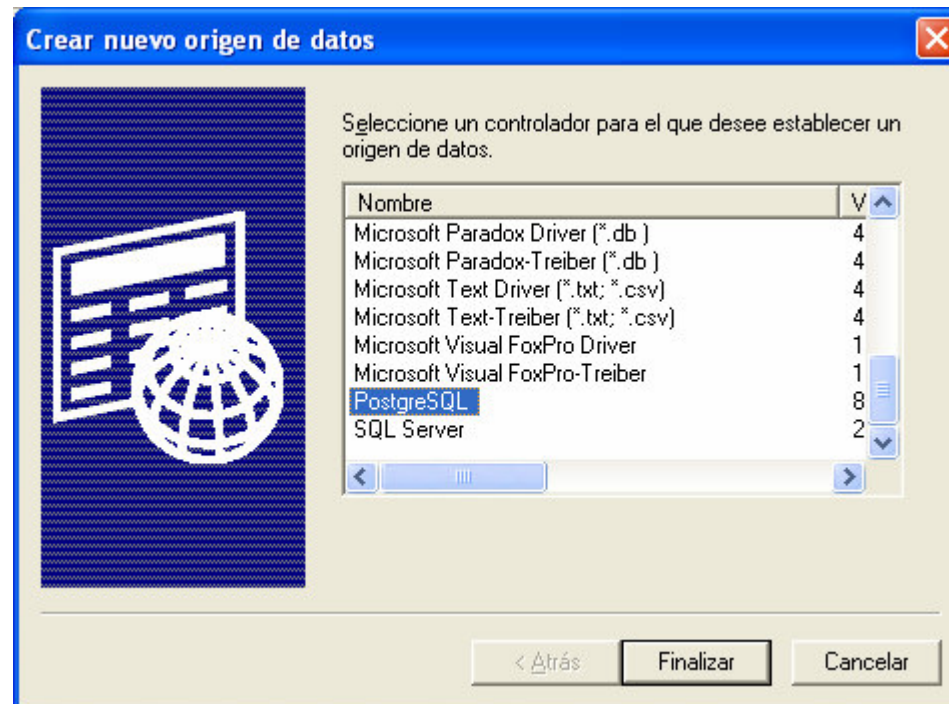 Crear nuevo origen de datos
Seleccione un controlador para el que desee establecer un
origen de datos.
Nombre V
Microsoft Paradox Driver (*.db ) 4
Microsoft Paradox-Treiber (*.db ) 4
Microsoft Text Driver (*.txt; *.csv) 4
Microsoft Text-Treiber (*.txt; *.csv) 4
Microsoft Visual FoxPro Driver 1
Microsoft Visual FoxPro-Treiber 1
PostgreSQL 8
SQL Server 2
< Atrás Finalizar Cancelar